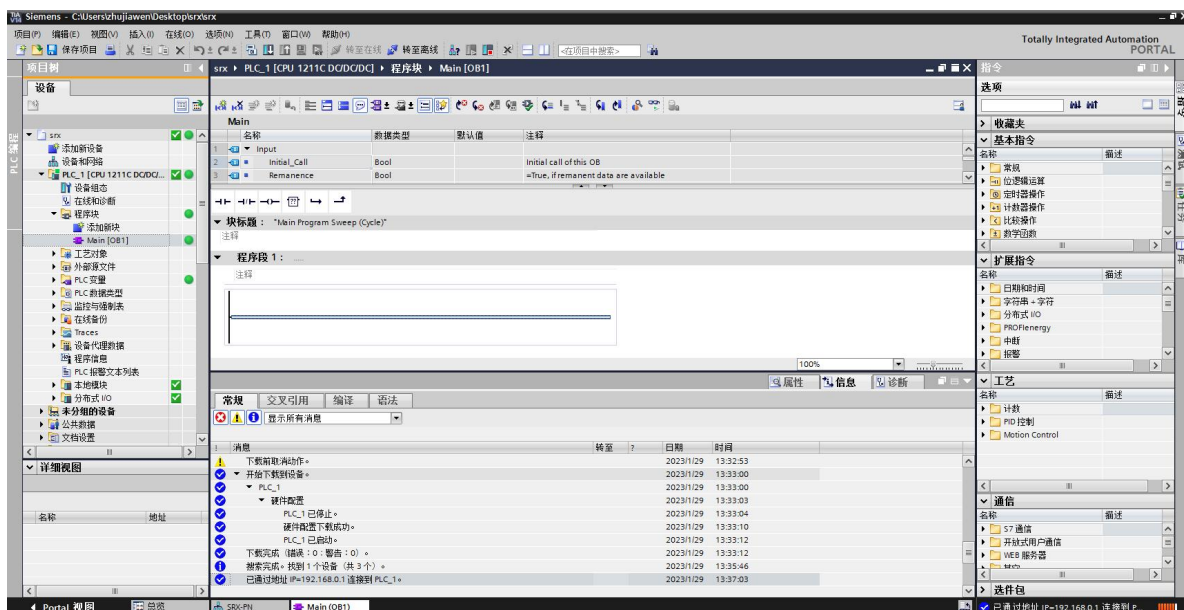 Siemens - C:\Users\zhujiawen\Desktop\srx\srx
项目(P) 编辑(E) 视图(V) 插入(I) 在线(O) 选项(N) 工具(T) 窗口(W) 帮助(H)
保存项目 转至在线 转至离线 <在项目中搜索>
Totally Integrated Automation
PORTAL
项目树
设备
srx
添加新设备
设备和网络
PLC_1 [CPU 1211C DC/DC/...
设备组态
在线和诊断
程序块
添加新块
Main [OB1]
工艺对象
外部源文件
PLC 变量
PLC 数据类型
监控与强制表
在线备份
Traces
设备代理数据
程序信息
PLC 报警文本列表
本地模块
分布式 I/O
未分组的设备
公共数据
文档设置
详细视图
名称 地址
srx ▸ PLC_1 [CPU 1211C DC/DC/DC] ▸ 程序块 ▸ Main [OB1]
Main
名称 数据类型 默认值 注释
1 Input
2 Initial_Call Bool Initial call of this OB
3 Remanence Bool =True, if remanent data are available
块标题： "Main Program Sweep (Cycle)"
注释
程序段 1： .....
注释
100%
属性 信息 诊断
常规 交叉引用 编译 语法
显示所有消息
! 消息 转至 ? 日期 时间
下载前取消动作。 2023/1/29 13:32:53
开始下载到设备。 2023/1/29 13:33:00
PLC_1 2023/1/29 13:33:00
硬件配置 2023/1/29 13:33:03
PLC_1 已停止。 2023/1/29 13:33:04
硬件配置下载成功。 2023/1/29 13:33:10
PLC_1 已启动。 2023/1/29 13:33:12
下载完成（错误：0：警告：0）。 2023/1/29 13:33:12
搜索完成。找到 1 个设备（共 3 个）。 2023/1/29 13:35:46
已通过地址 IP=192.168.0.1 连接到 PLC_1。 2023/1/29 13:37:03
指令
选项
收藏夹
基本指令
名称 描述
常规
位逻辑运算
定时器操作
计数器操作
比较操作
数学函数
扩展指令
名称 描述
日期和时间
字符串 + 字符
分布式 I/O
PROFIenergy
中断
报警
工艺
名称 描述
计数
PID 控制
Motion Control
通信
名称 描述
S7 通信
开放式用户通信
WEB 服务器
选件包
Portal 视图 总览 SRX-PN Main (OB1) 已通过地址 IP=192.168.0.1 连接到 P...